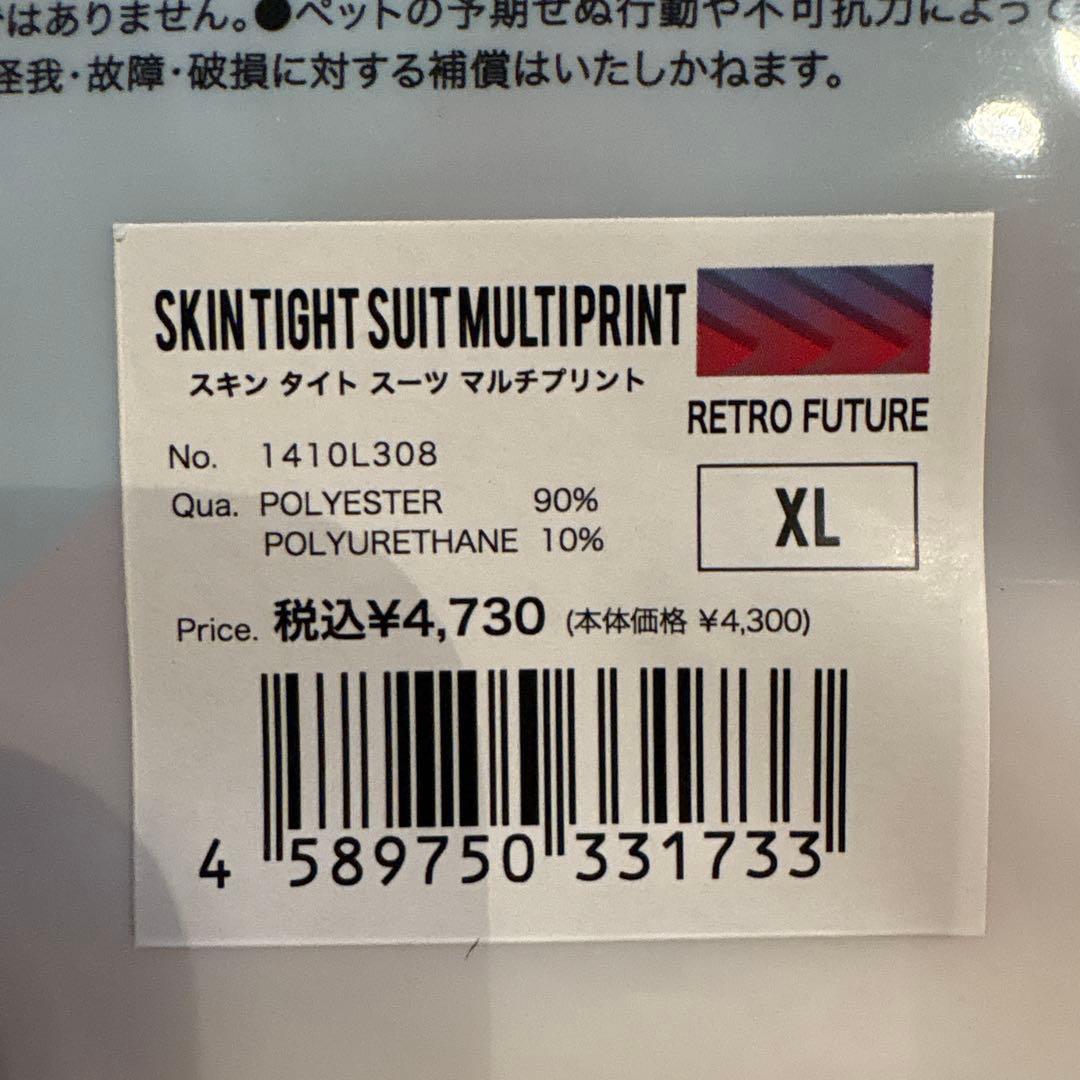 はありません。●ペットの予期せぬ行動や不可抗力によって
怪我・故障・破損に対する補償はいたしかねます。
SKIN TIGHT SUIT MULTI PRINT
スキン タイト スーツ マルチプリント
RETRO FUTURE
No. 1410L308
Qua. POLYESTER 90%
POLYURETHANE 10%
XL
Price. 税込¥4,730 (本体価格 ¥4,300)
4 589750 331733